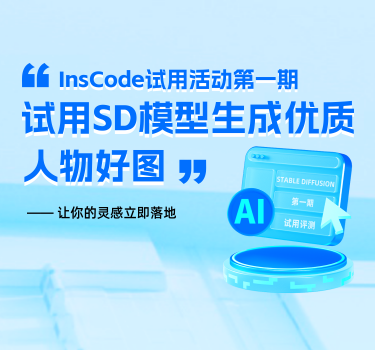 InsCode试用活动第一期
试用SD模型生成优质
人物好图
—— 让你的灵感立即落地
STABLE DIFFUSION
第一期
试用评测
AI